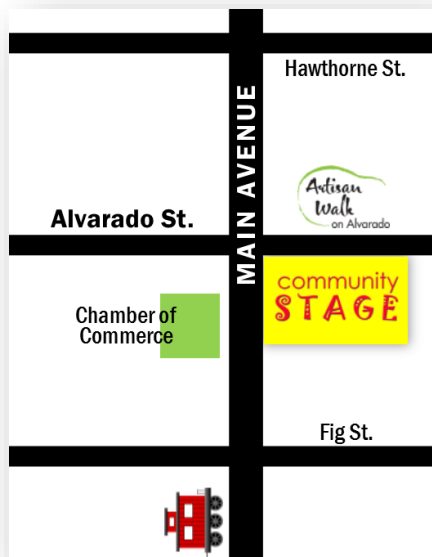 Hawthorne St.
MAIN AVENUE
Artisan
Walk
on Alvarado
Alvarado St.
community
STAGE
Chamber of
Commerce
Fig St.